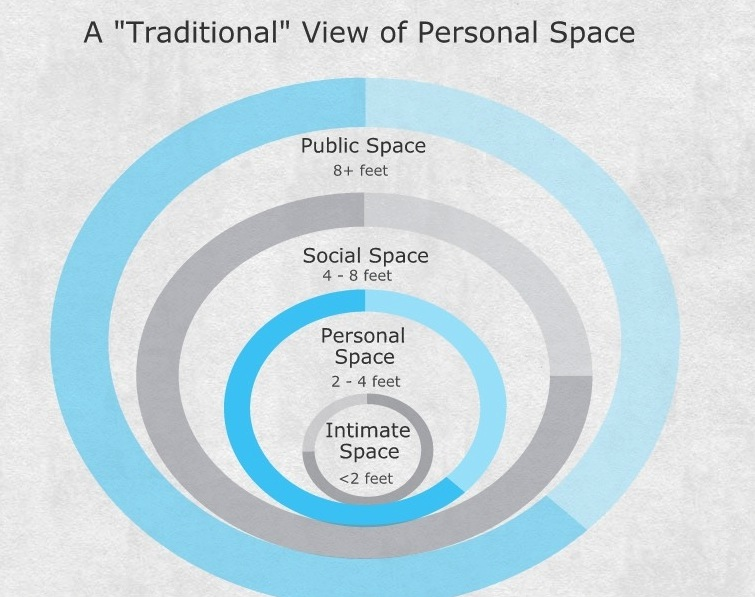 A "Traditional" View of Personal Space
Public Space
8+ feet
Social Space
4 - 8 feet
Personal
Space
2 - 4 feet
Intimate
Space
<2 feet